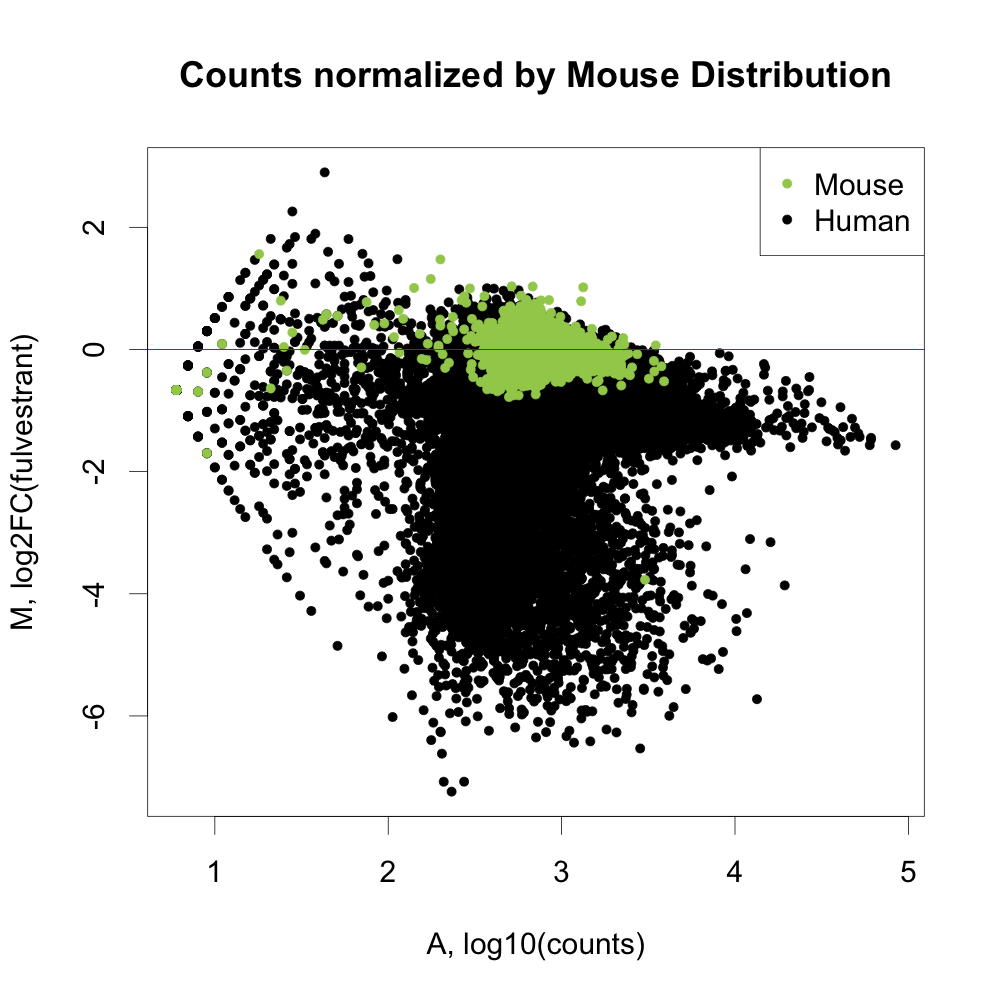 Counts normalized by Mouse Distribution
Mouse
Human
M, log2FC(fulvestrant)
2
0
-2
-4
-6
1
2
3
4
5
A, log10(counts)